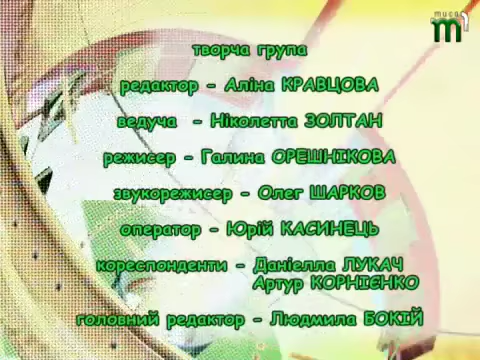 творча група
редактор - Аліна КРАВЦОВА
ведуча - Ніколетта ЗОЛТАН
режисер - Галина ОРЕШНІКОВА
звукорежисер - Олег ШАРКОВ
оператор - Юрій КАСИНЕЦЬ
кореспонденти - Даніелла ЛУКАЧ
Артур КОРНІЄНКО
головний редактор - Людмила БОКІЙ